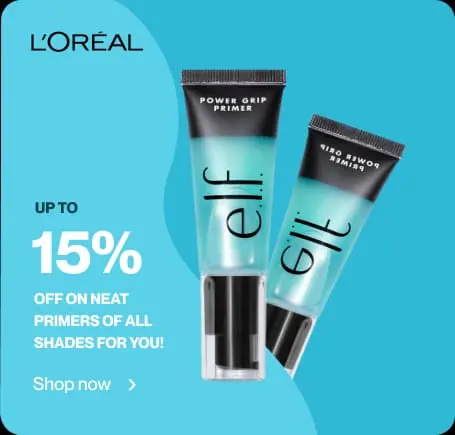 L'ORÉAL
POWER GRIP
PRIMER
e.l.f.
POWER GRIP
PRIMER
e.l.f.
UP TO
15%
OFF ON NEAT
PRIMERS OF ALL
SHADES FOR YOU!
Shop now >